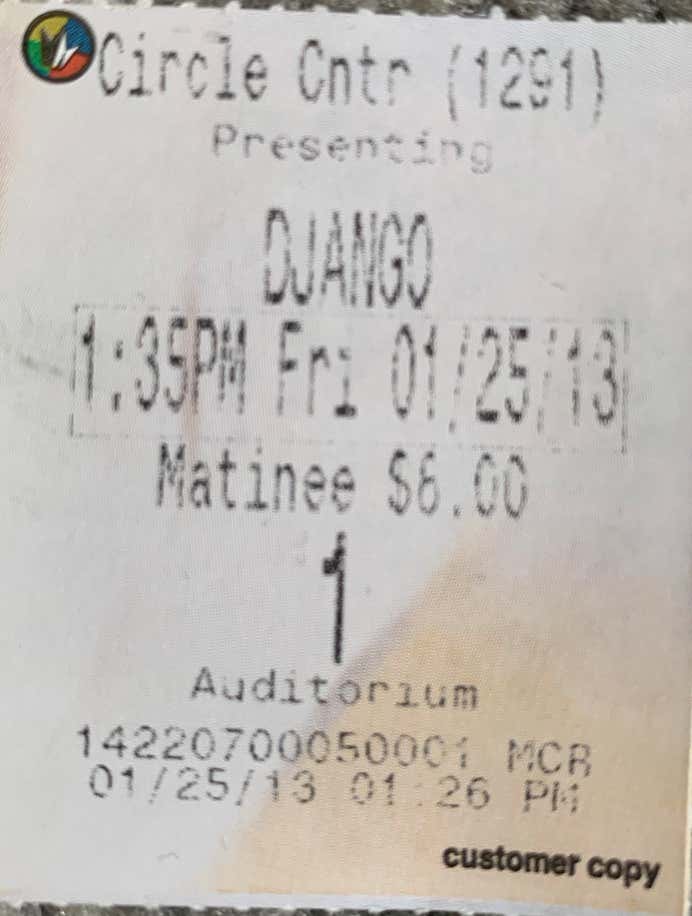 Circle Cntr (1291)
Presenting
DJANGO
1:35PM Fri 01/25/13
Matinee $6.00
1
Auditorium
14220700050001 MCR
01/25/13 01:26 PM
customer copy